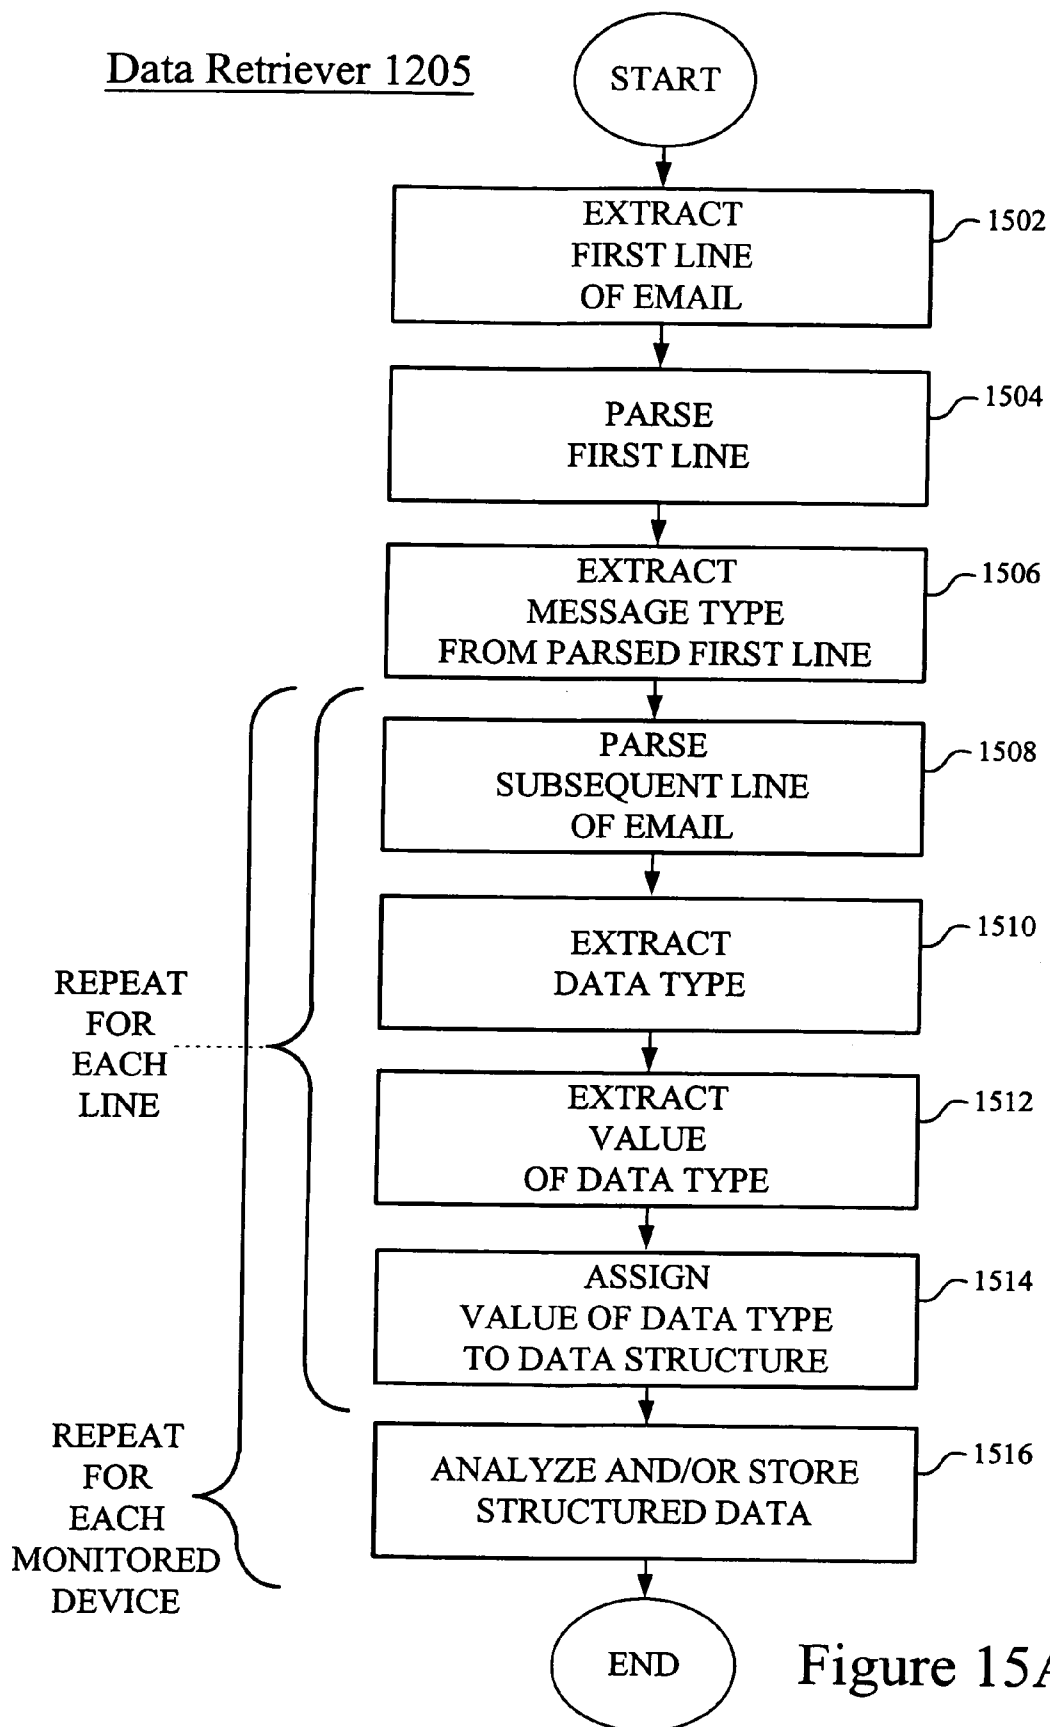 Data Retriever 1205
START
EXTRACT
FIRST LINE
OF EMAIL
1502
PARSE
FIRST LINE
1504
EXTRACT
MESSAGE TYPE
FROM PARSED FIRST LINE
1506
PARSE
SUBSEQUENT LINE
OF EMAIL
1508
EXTRACT
DATA TYPE
1510
REPEAT
FOR
EACH
LINE
EXTRACT
VALUE
OF DATA TYPE
1512
ASSIGN
VALUE OF DATA TYPE
TO DATA STRUCTURE
1514
REPEAT
FOR
EACH
MONITORED
DEVICE
ANALYZE AND/OR STORE
STRUCTURED DATA
1516
END
Figure 15A